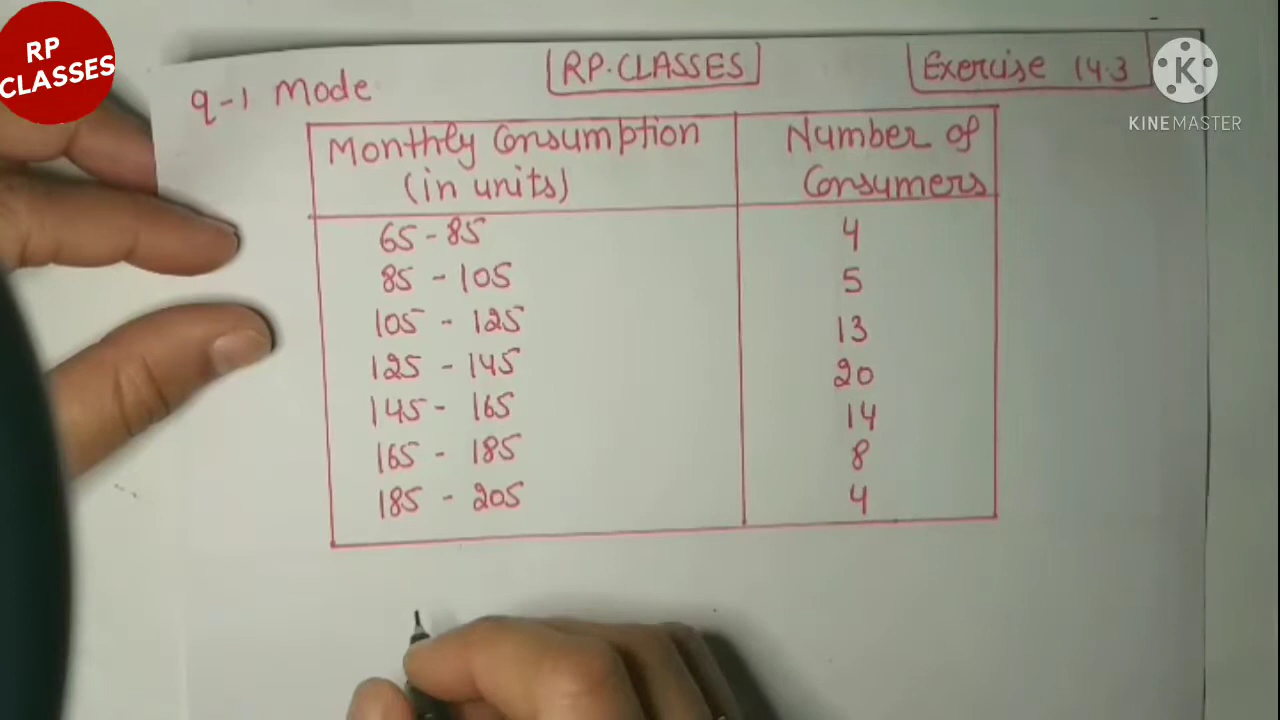 RP
CLASSES
q-1 Mode
RP.CLASSES
Exercise 14.3
KINEMASTER
Monthly Consumption
(in units)
Number of
Consumers
65-85 4
85-105 5
105-125 13
125-145 20
145-165 14
165-185 8
185-205 4